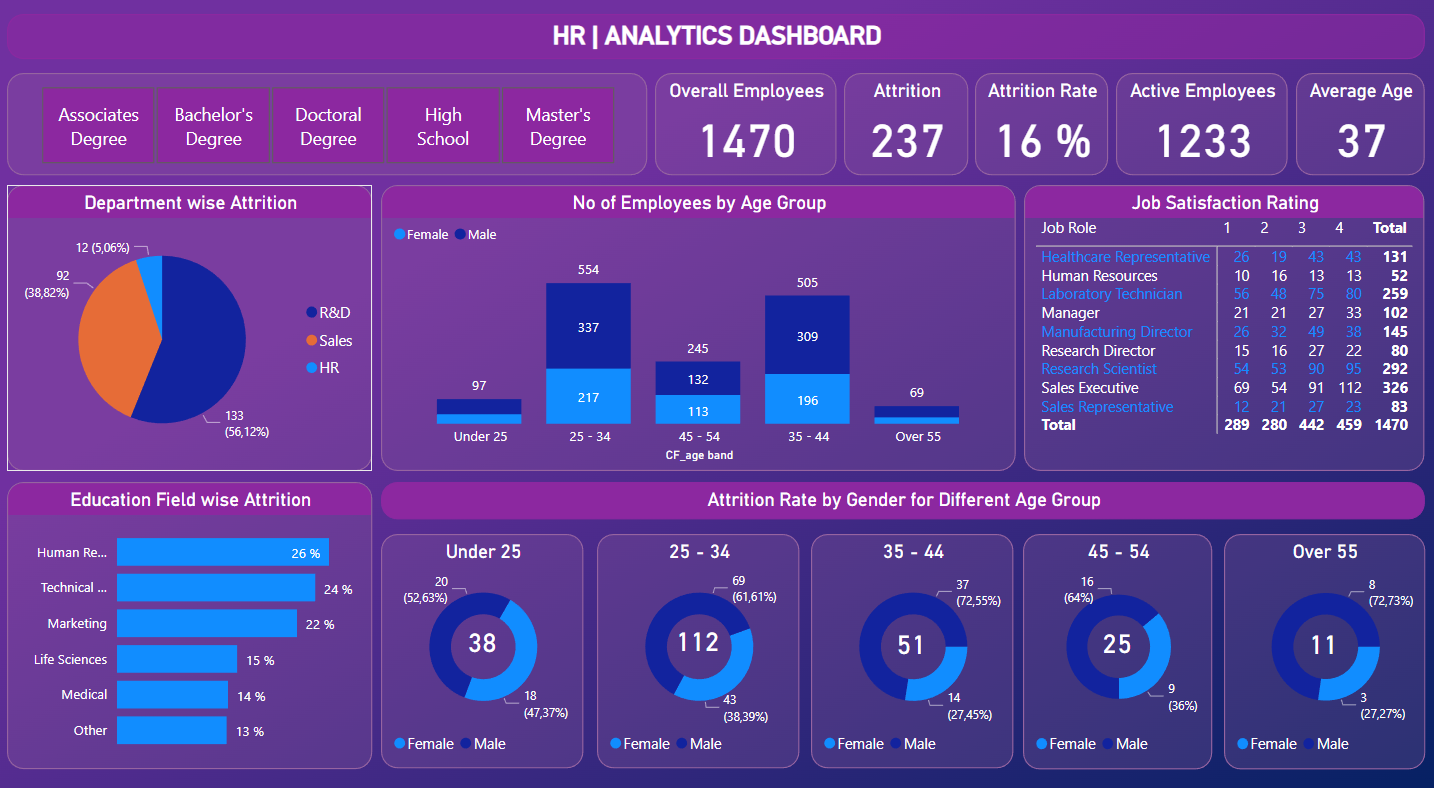 HR | ANALYTICS DASHBOARD
Associates
Degree
Bachelor's
Degree
Doctoral
Degree
High
School
Master's
Degree
Overall Employees
1470
Attrition
237
Attrition Rate
16 %
Active Employees
1233
Average Age
37
Department wise Attrition
12 (5,06%)
92
(38,82%)
133
(56,12%)
R&D
Sales
HR
No of Employees by Age Group
Female Male
97
554
337
217
245
132
113
505
309
196
69
Under 25 25 - 34 45 - 54 35 - 44 Over 55
CF_age band
Job Satisfaction Rating
Job Role 1 2 3 4 Total
Healthcare Representative 26 19 43 43 131
Human Resources 10 16 13 13 52
Laboratory Technician 56 48 75 80 259
Manager 21 21 27 33 102
Manufacturing Director 26 32 49 38 145
Research Director 15 16 27 22 80
Research Scientist 54 53 90 95 292
Sales Executive 69 54 91 112 326
Sales Representative 12 21 27 23 83
Total 289 280 442 459 1470
Education Field wise Attrition
Human Re... 26 %
Technical ... 24 %
Marketing 22 %
Life Sciences 15 %
Medical 14 %
Other 13 %
Attrition Rate by Gender for Different Age Group
Under 25
20
(52,63%)
38
18
(47,37%)
Female Male
25 - 34
69
(61,61%)
112
43
(38,39%)
Female Male
35 - 44
37
(72,55%)
51
14
(27,45%)
Female Male
45 - 54
16
(64%)
25
9
(36%)
Female Male
Over 55
8
(72,73%)
11
3
(27,27%)
Female Male